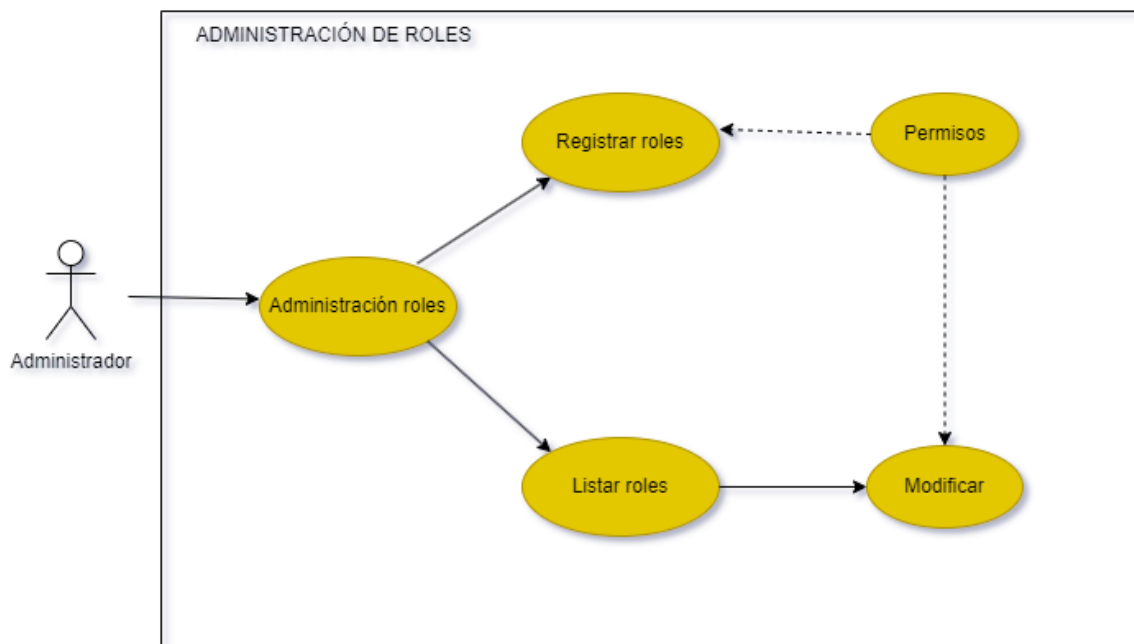 ADMINISTRACIÓN DE ROLES
Registrar roles
Permisos
Administración roles
Administrador
Listar roles
Modificar